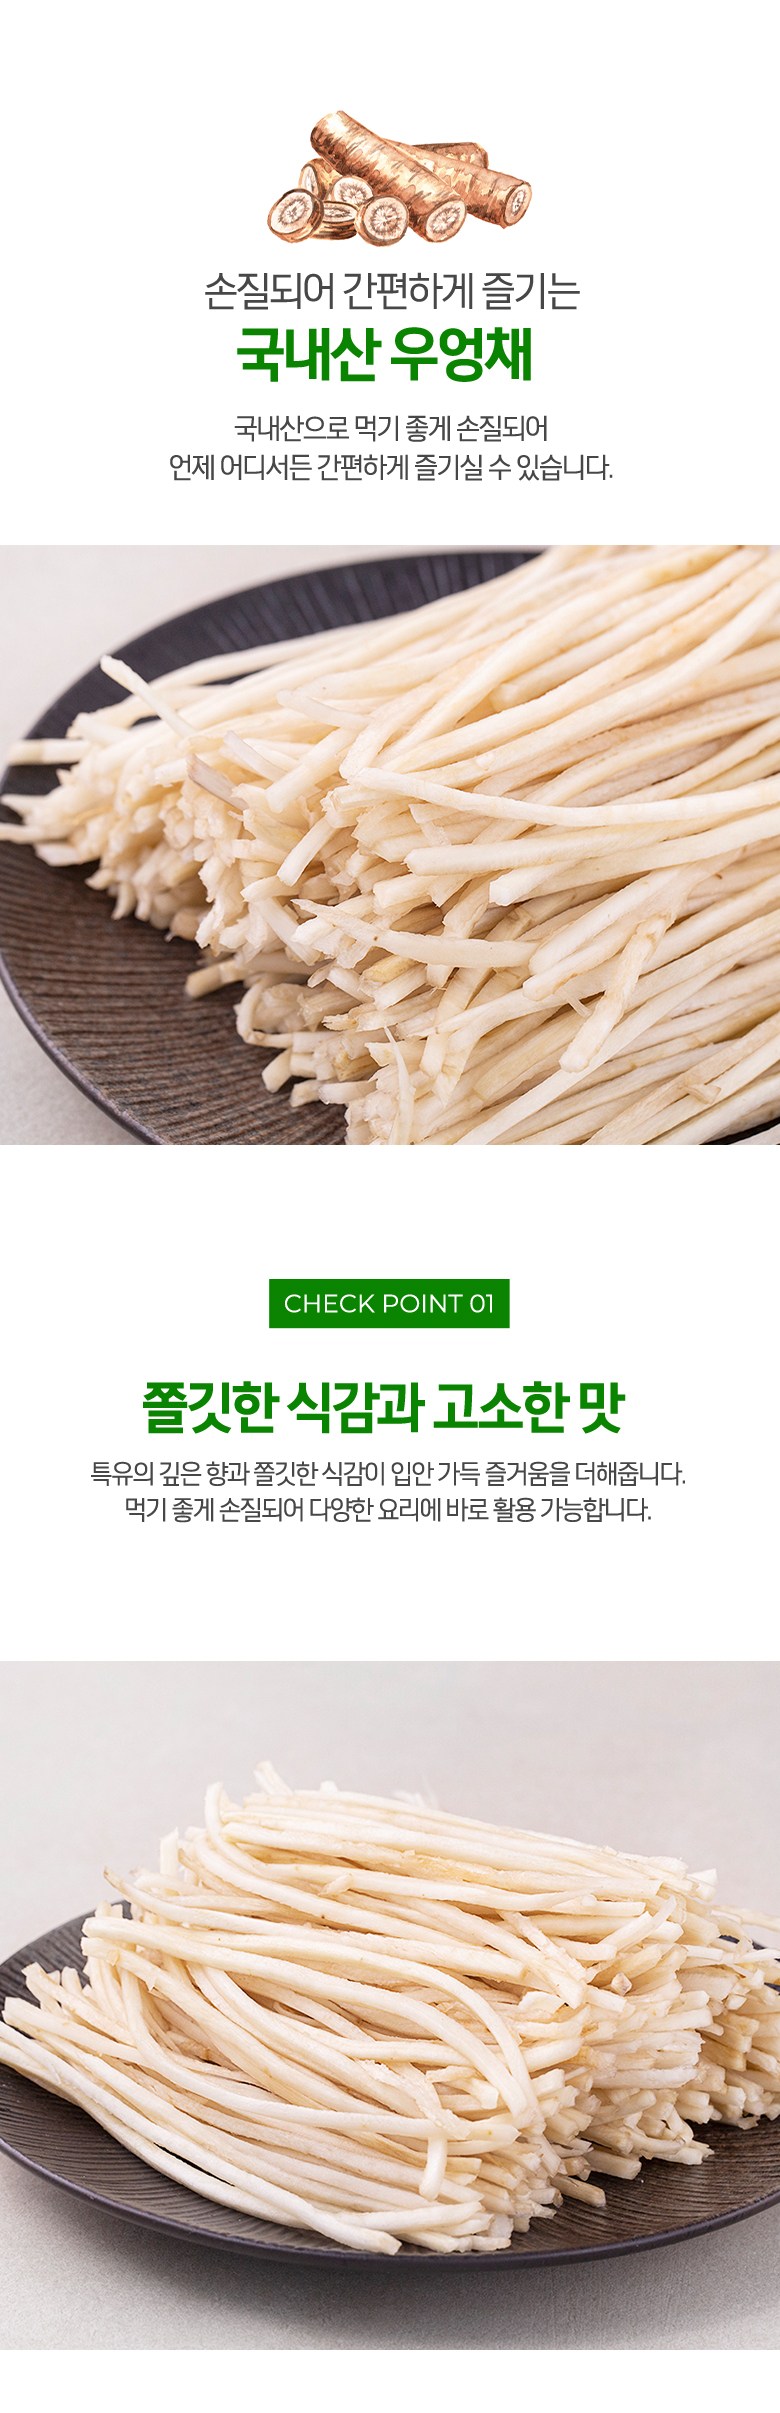 손질되어 간편하게 즐기는
국내산 우엉채
국내산으로 먹기 좋게 손질되어
언제 어디서든 간편하게 즐기실 수 있습니다.
CHECK POINT 01
쫄깃한 식감과 고소한 맛
특유의 깊은 향과 쫄깃한 식감이 입안 가득 즐거움을 더해줍니다.
먹기 좋게 손질되어 다양한 요리에 바로 활용 가능합니다.